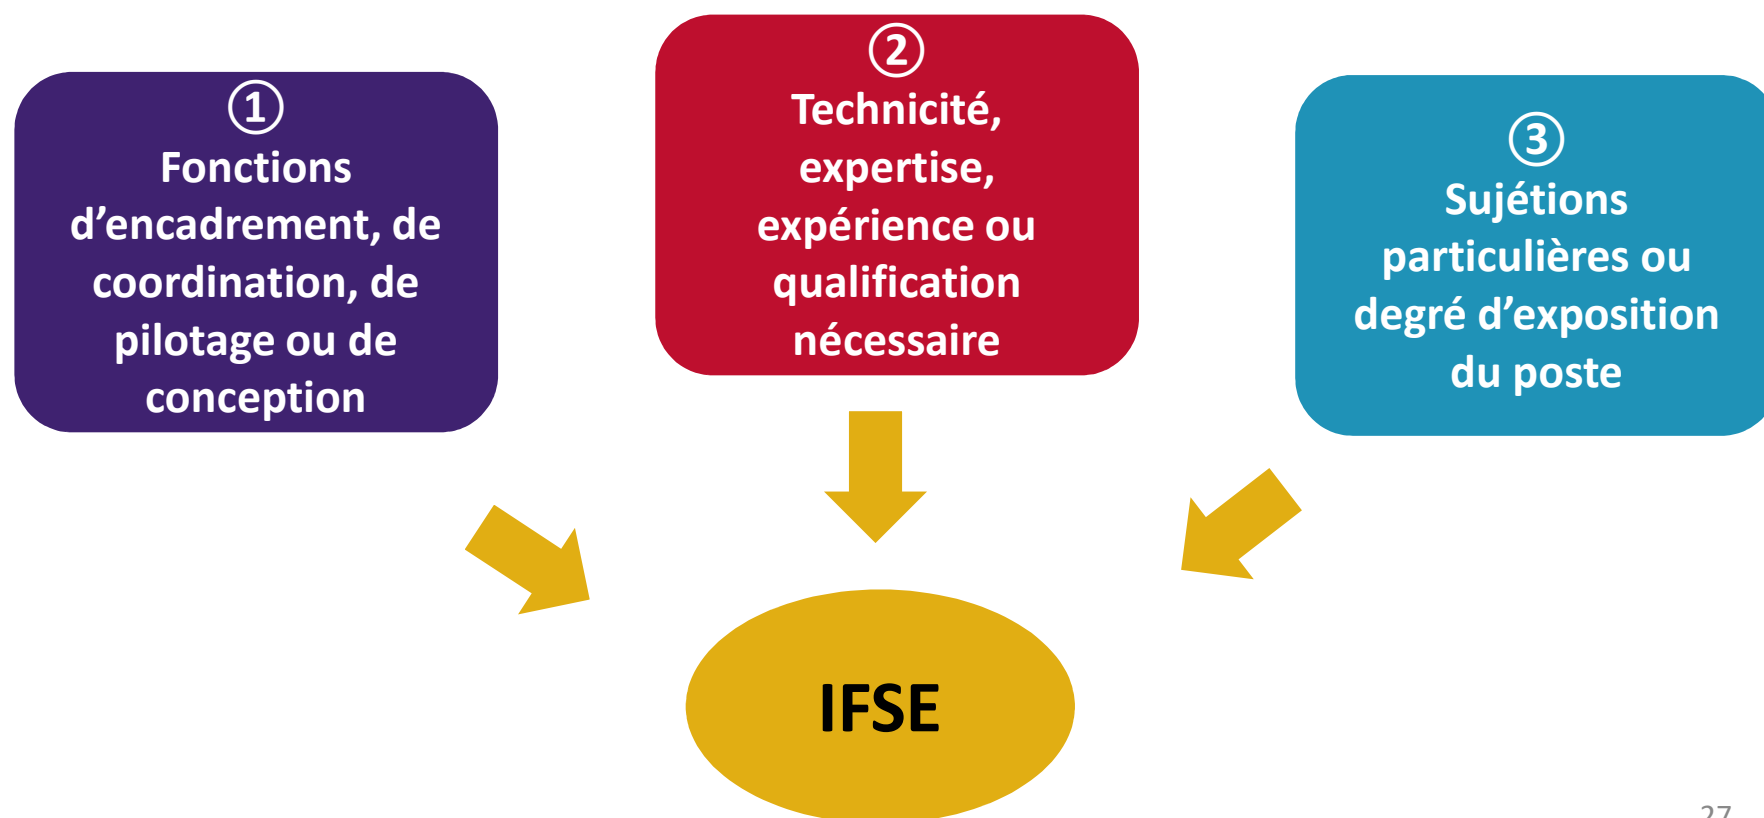 ①
Fonctions
d’encadrement, de
coordination, de
pilotage ou de
conception
②
Technicité,
expertise,
expérience ou
qualification
nécessaire
③
Sujétions
particulières ou
degré d’exposition
du poste
IFSE
27